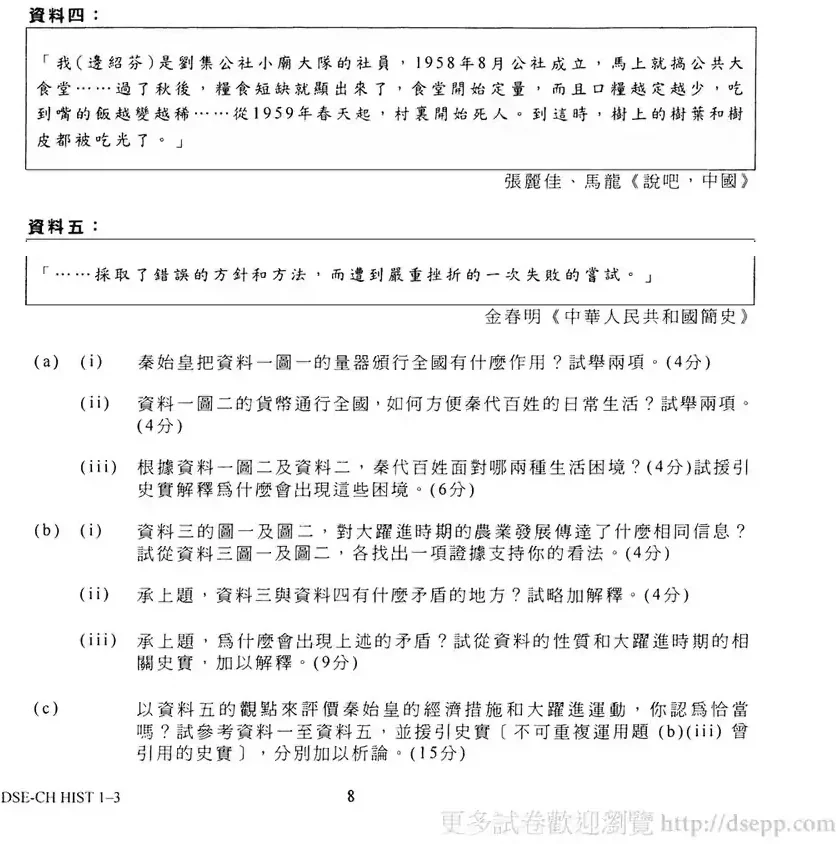 資料四：
「我(邊紹芬)是劉集公社小廟大隊的社員，1958年8月公社成立，馬上就搞公共大
食堂……過了秋後，糧食短缺就顯出來了，食堂開始定量，而且口糧越定越少，吃
到嘴的飯越變越稀……從1959年春天起，村裏開始死人。到這時，樹上的樹葉和樹
皮都被吃光了。」
張麗佳、馬龍《說吧，中國》
資料五：
「……採取了錯誤的方針和方法，而遭到嚴重挫折的一次失敗的嘗試。」
金春明《中華人民共和國簡史》
(a) (i) 秦始皇把資料一圖一的量器頒行全國有什麼作用？試舉兩項。(4分)
(ii) 資料一圖二的貨幣通行全國，如何方便秦代百姓的日常生活？試舉兩項。
(4分)
(iii) 根據資料一圖二及資料二，秦代百姓面對哪兩種生活困境？(4分)試援引
史實解釋爲什麼會出現這些困境。(6分)
(b) (i) 資料三的圖一及圖二，對大躍進時期的農業發展傳達了什麼相同信息？
試從資料三圖一及圖二，各找出一項證據支持你的看法。(4分)
(ii) 承上題，資料三與資料四有什麼矛盾的地方？試略加解釋。(4分)
(iii) 承上題，爲什麼會出現上述的矛盾？試從資料的性質和大躍進時期的相
關史實，加以解釋。(9分)
(c) 以資料五的觀點來評價秦始皇的經濟措施和大躍進運動，你認爲恰當
嗎？試參考資料一至資料五，並援引史實〔不可重複運用題 (b)(iii) 曾
引用的史實〕，分別加以析論。(15分)
DSE-CH HIST 1–3 8
更多試卷歡迎瀏覽 http://dsepp.com